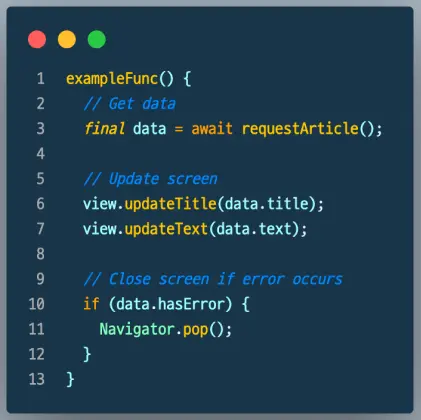 1 exampleFunc() {
2 // Get data
3 final data = await requestArticle();
4
5 // Update screen
6 view.updateTitle(data.title);
7 view.updateText(data.text);
8
9 // Close screen if error occurs
10 if (data.hasError) {
11 Navigator.pop();
12 }
13 }